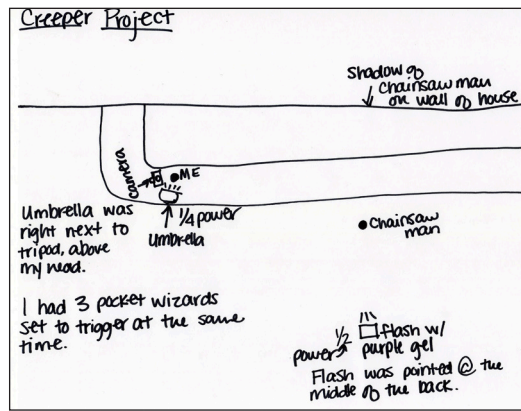 Creeper Project
Shadow of
chainsaw man
on wall of house
camera
ME
1/4 power
Umbrella
Umbrella was
right next to
tripod, above
my head.
Chainsaw
man
I had 3 pocket wizards
set to trigger at the same
time.
1/2
power
flash w/
purple gel
Flash was pointed @ the
middle of the back.